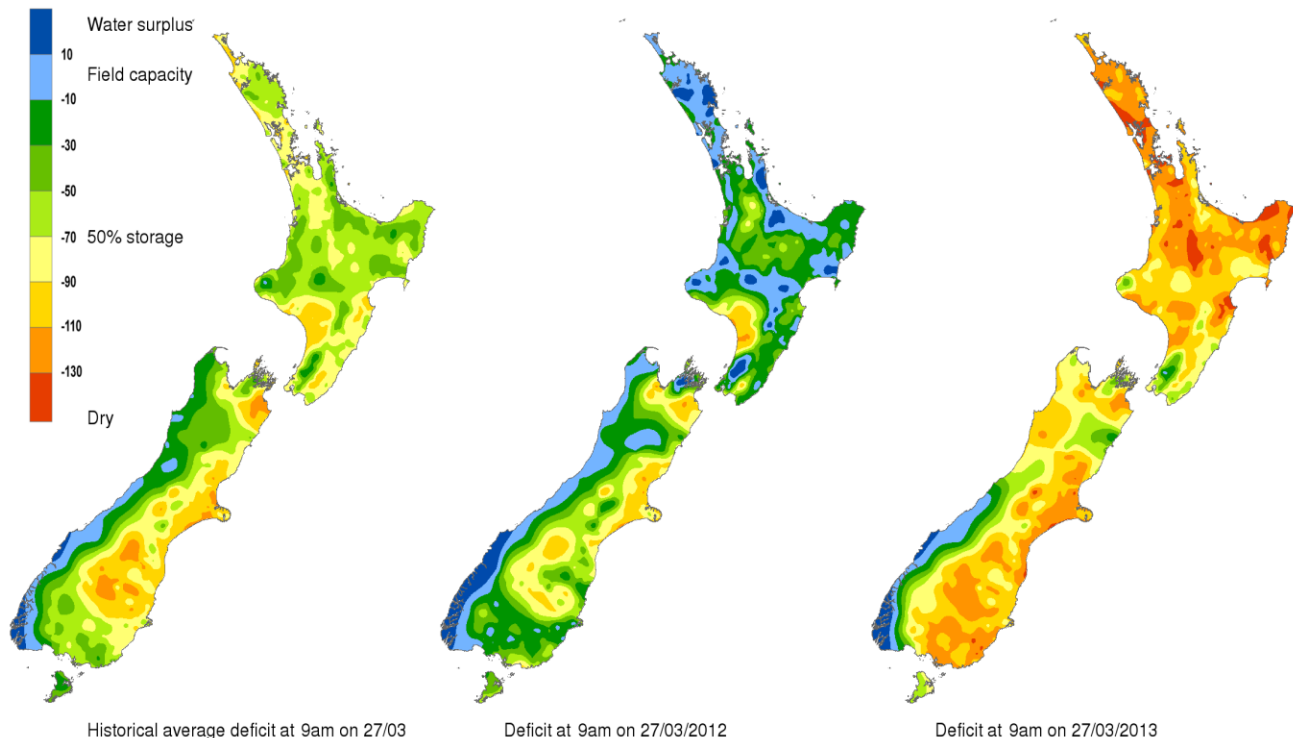 Water surplus
10
Field capacity
-10
-30
-50
-70
50% storage
-90
-110
-130
Dry
Historical average deficit at 9am on 27/03
Deficit at 9am on 27/03/2012
Deficit at 9am on 27/03/2013